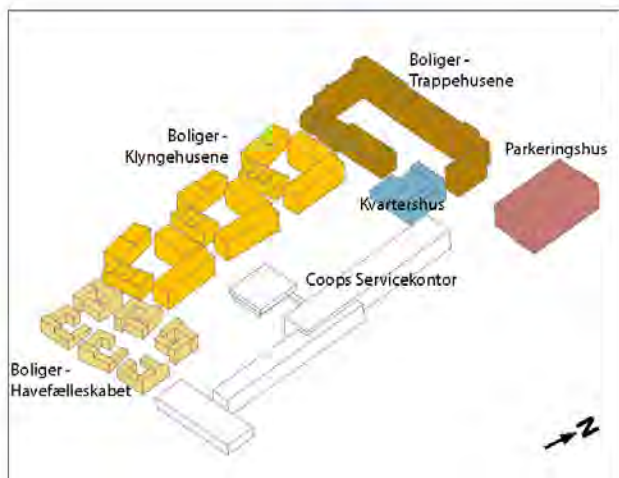 Boliger -
Trappehusene
Boliger -
Klyngehusene
Parkeringshus
Kvartershus
Coops Servicekontor
Boliger -
Havefælleskabet
N